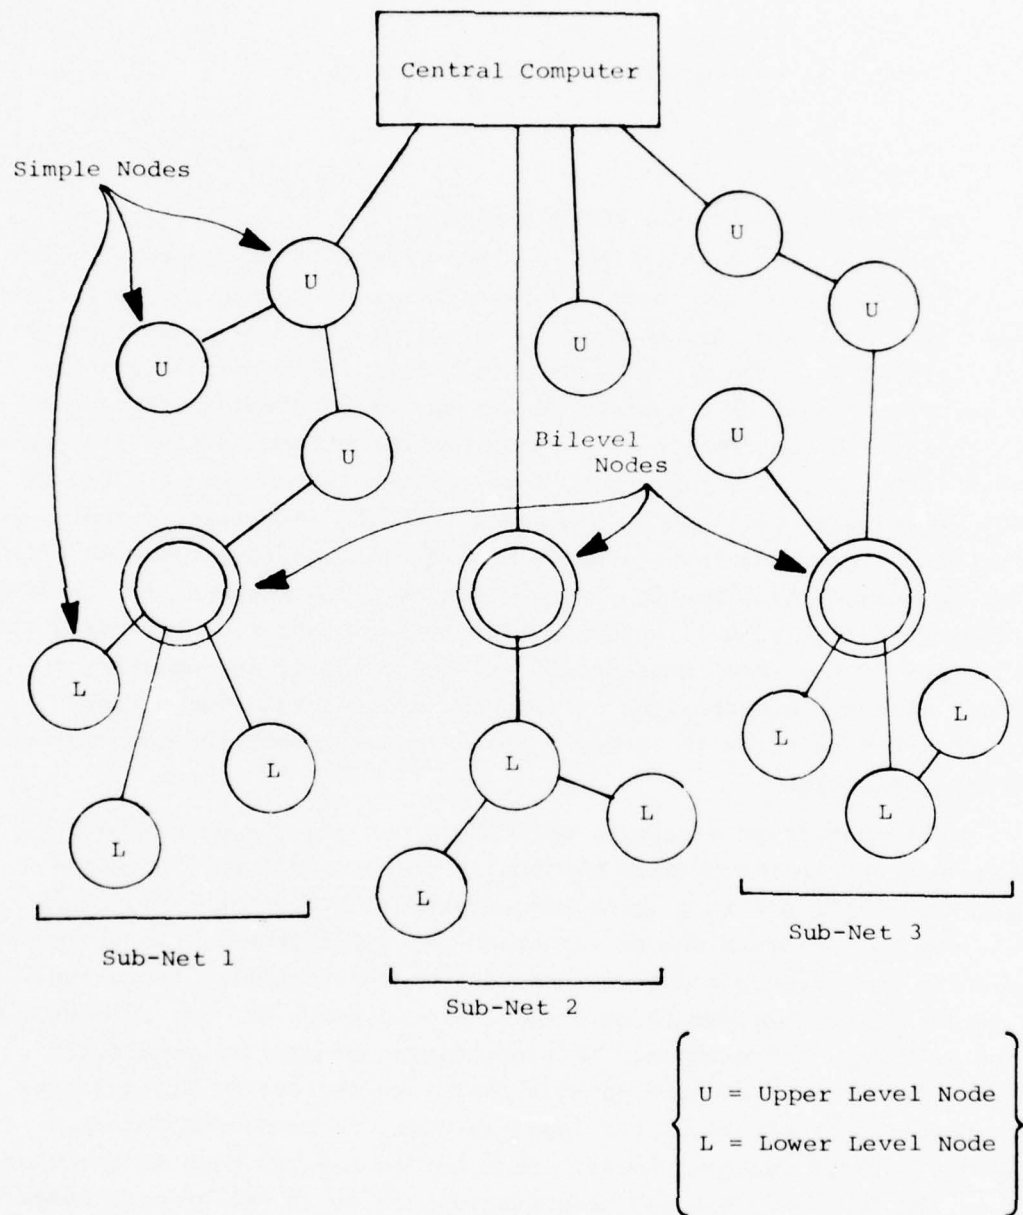 Central Computer
Simple Nodes
U
U
U
U
U
U
U
Bilevel
Nodes
L
L
L
L
L
L
L
L
L
Sub-Net 1
Sub-Net 2
Sub-Net 3
U = Upper Level Node
L = Lower Level Node